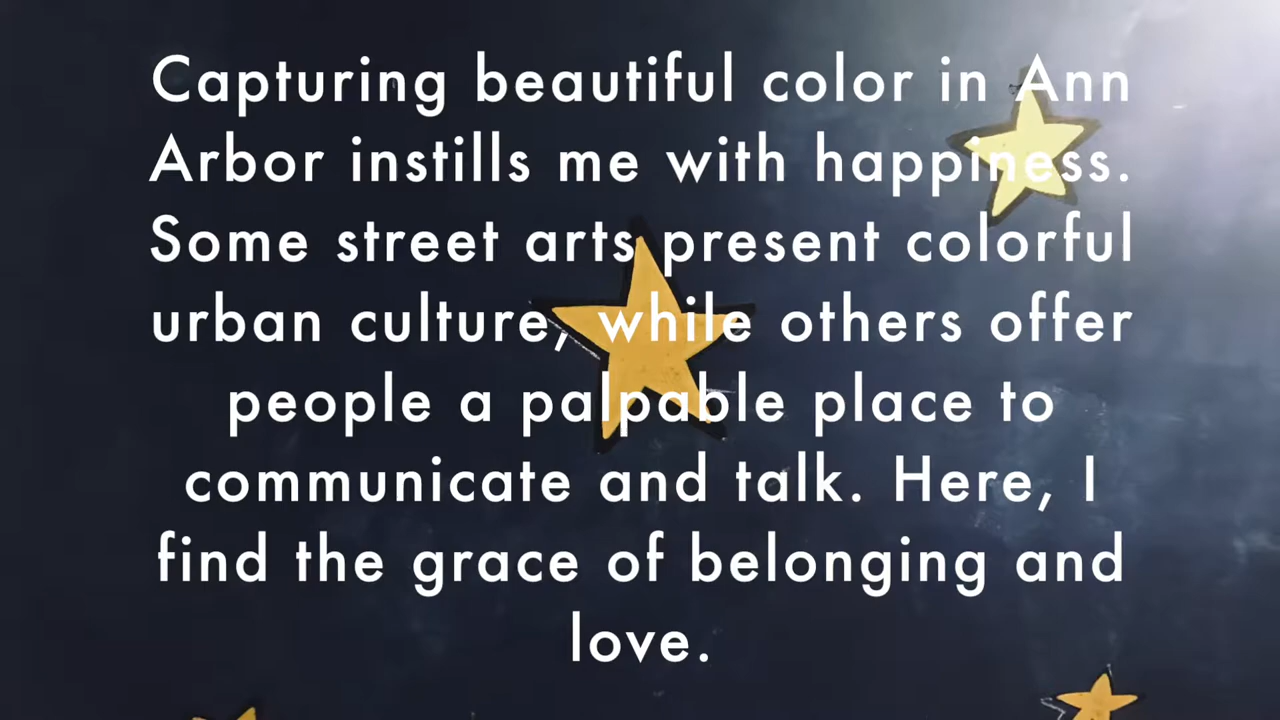 Capturing beautiful color in Ann
Arbor instills me with happiness.
Some street arts present colorful
urban culture, while others offer
people a palpable place to
communicate and talk. Here, I
find the grace of belonging and
love.